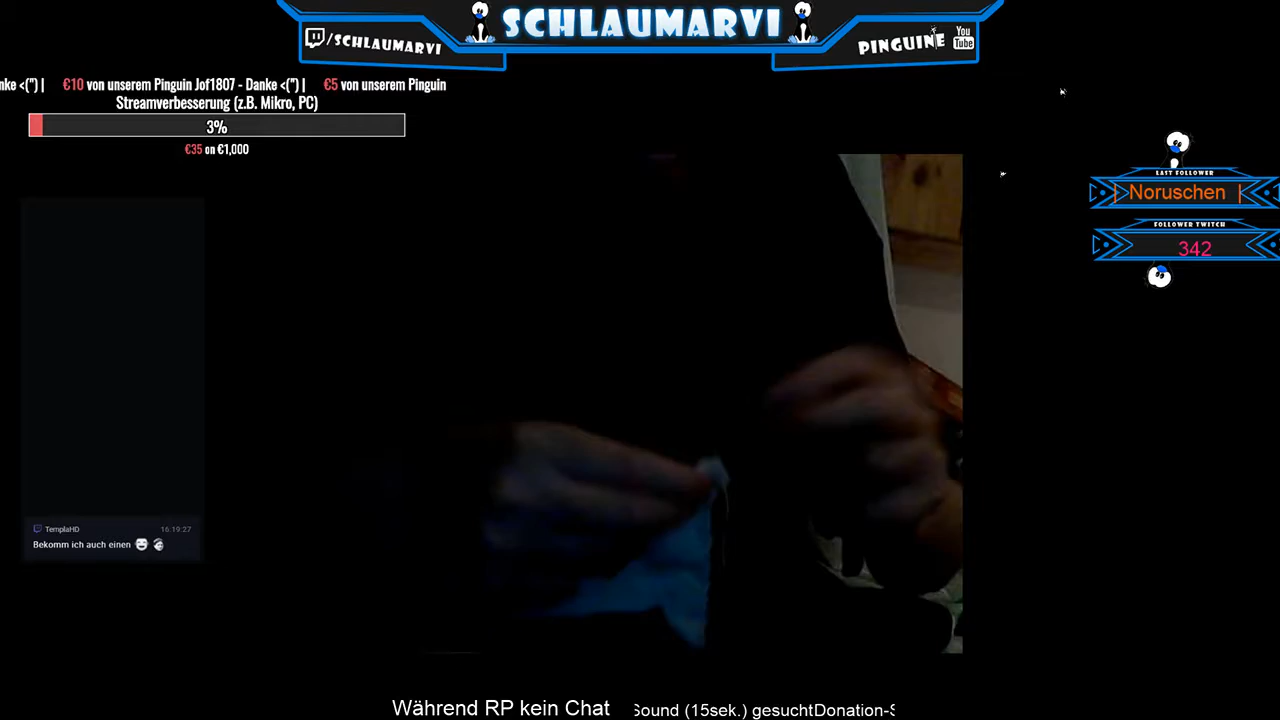 SCHLAUMARVI
/SCHLAUMARVI
PINGUINE
You
Tube
nke <(") | €10 von unserem Pinguin Jof1807 - Danke <(") | €5 von unserem Pinguin
Streamverbesserung (z.B. Mikro, PC)
3%
€35 on €1,000
LAST FOLLOWER
| Noruschen |
FOLLOWER TWITCH
342
TemplaHD 16:19:27
Bekomm ich auch einen
Während RP kein Chat
Sound (15sek.) gesuchtDonation-S